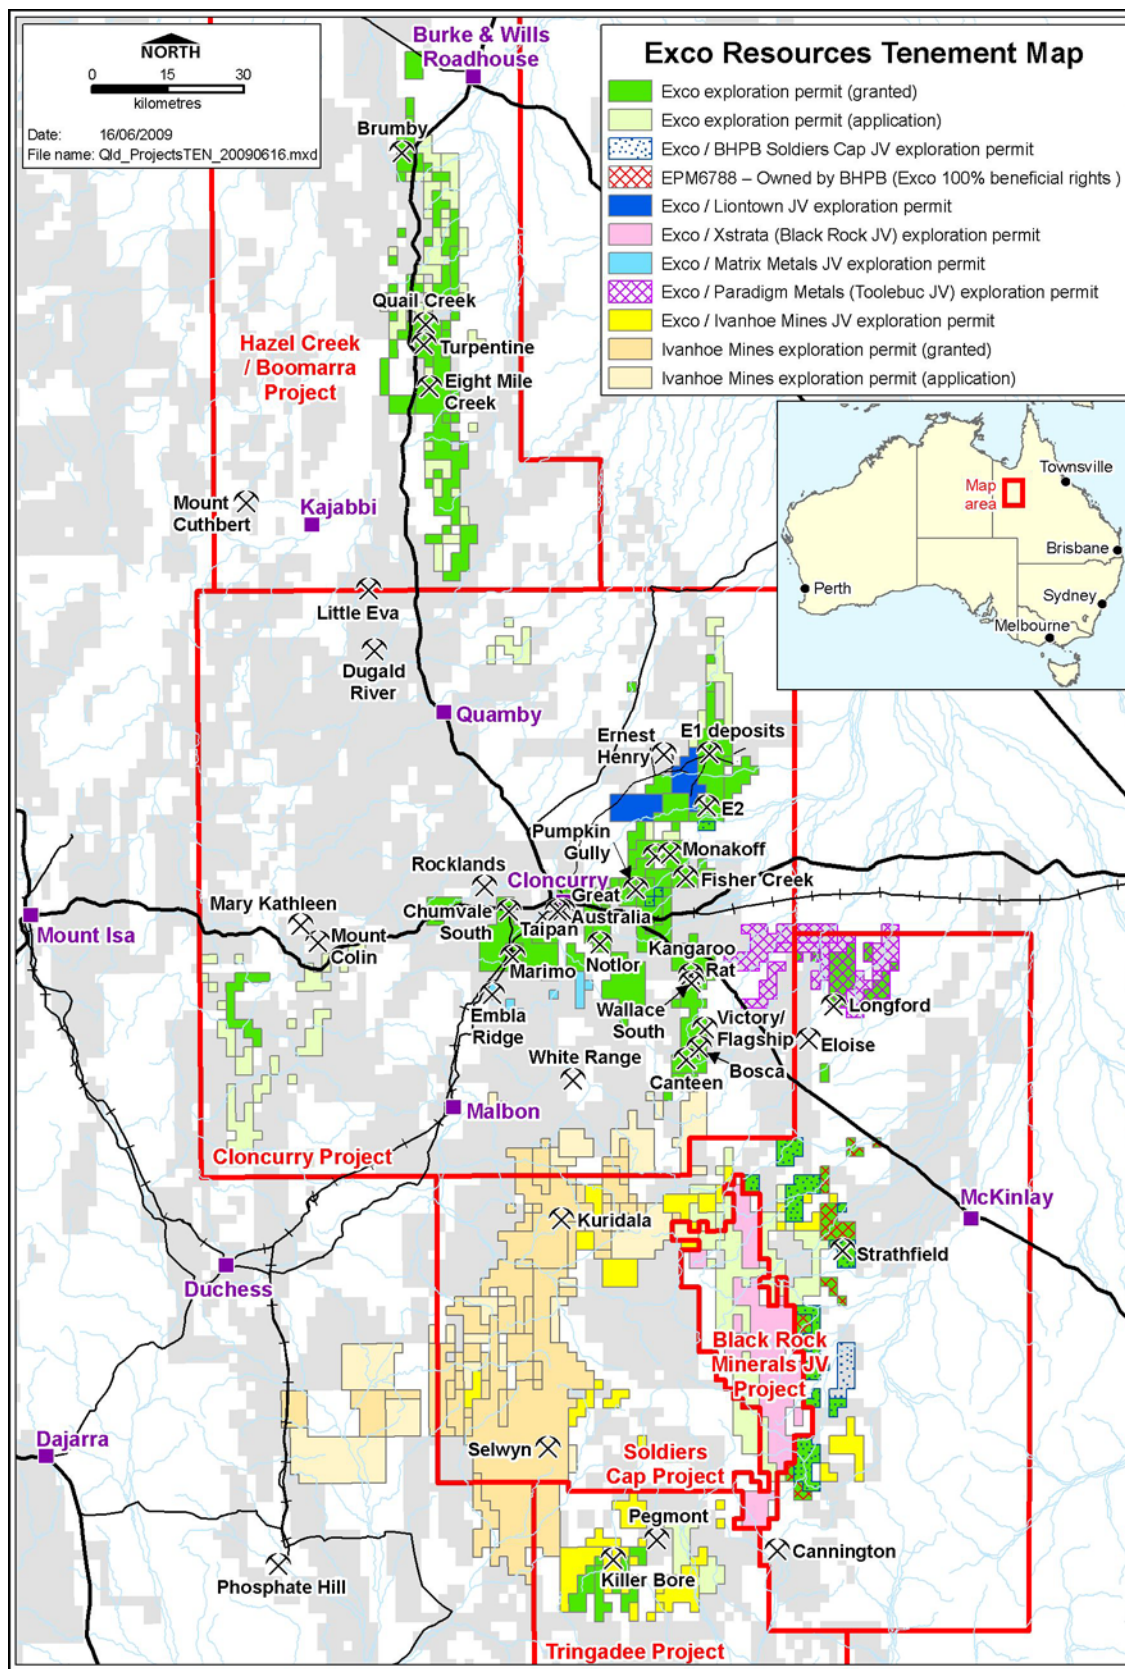 NORTH
0 15 30
kilometres
Date: 16/06/2009
File name: Qld_ProjectsTEN_20090616.mxd
Burke & Wills
Roadhouse
Exco Resources Tenement Map
Exco exploration permit (granted)
Exco exploration permit (application)
Exco / BHPB Soldiers Cap JV exploration permit
EPM6788 – Owned by BHPB (Exco 100% beneficial rights )
Exco / Liontown JV exploration permit
Exco / Xstrata (Black Rock JV) exploration permit
Exco / Matrix Metals JV exploration permit
Exco / Paradigm Metals (Toolebuc JV) exploration permit
Exco / Ivanhoe Mines JV exploration permit
Ivanhoe Mines exploration permit (granted)
Ivanhoe Mines exploration permit (application)
Map
area
Townsville
Brisbane
Perth
Sydney
Melbourne
Brumby
Quail Creek
Turpentine
Hazel Creek
/ Boomarra
Project
Eight Mile
Creek
Mount
Cuthbert
Kajabbi
Little Eva
Dugald
River
Quamby
Ernest
Henry
E1 deposits
E2
Pumpkin
Gully
Monakoff
Fisher Creek
Rocklands
Cloncurry
Great
Australia
Chumvale
South
Taipan
Mary Kathleen
Mount
Colin
Mount Isa
Marimo
Notlor
Kangaroo
Rat
Longford
Embla
Ridge
Wallace
South
Victory/
Flagship
Eloise
White Range
Canteen
Bosca
Malbon
Cloncurry Project
McKinlay
Kuridala
Strathfield
Duchess
Black Rock
Minerals JV
Project
Dajarra
Selwyn
Soldiers
Cap Project
Pegmont
Cannington
Phosphate Hill
Killer Bore
Tringadee Project